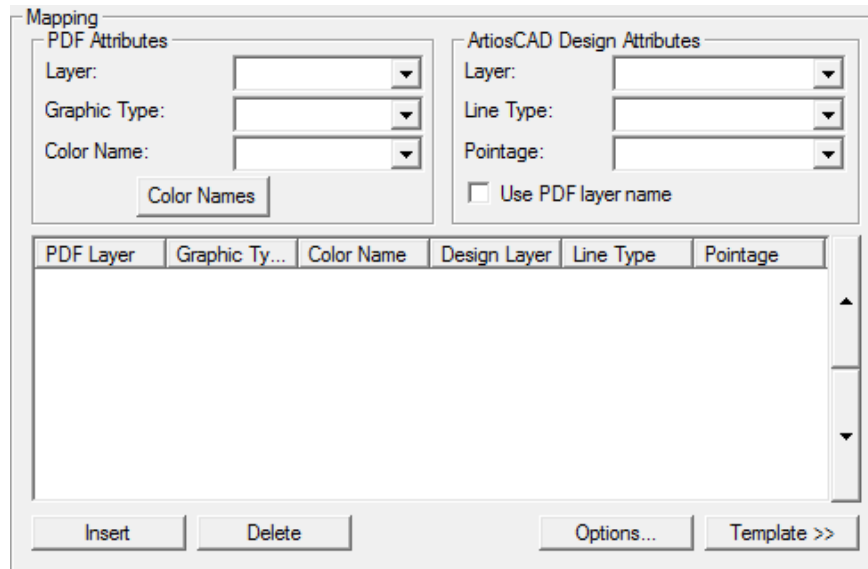 Mapping
PDF Attributes
Layer:
Graphic Type:
Color Name:
Color Names
ArtiosCAD Design Attributes
Layer:
Line Type:
Pointage:
Use PDF layer name
PDF Layer Graphic Ty... Color Name Design Layer Line Type Pointage
Insert Delete Options... Template >>